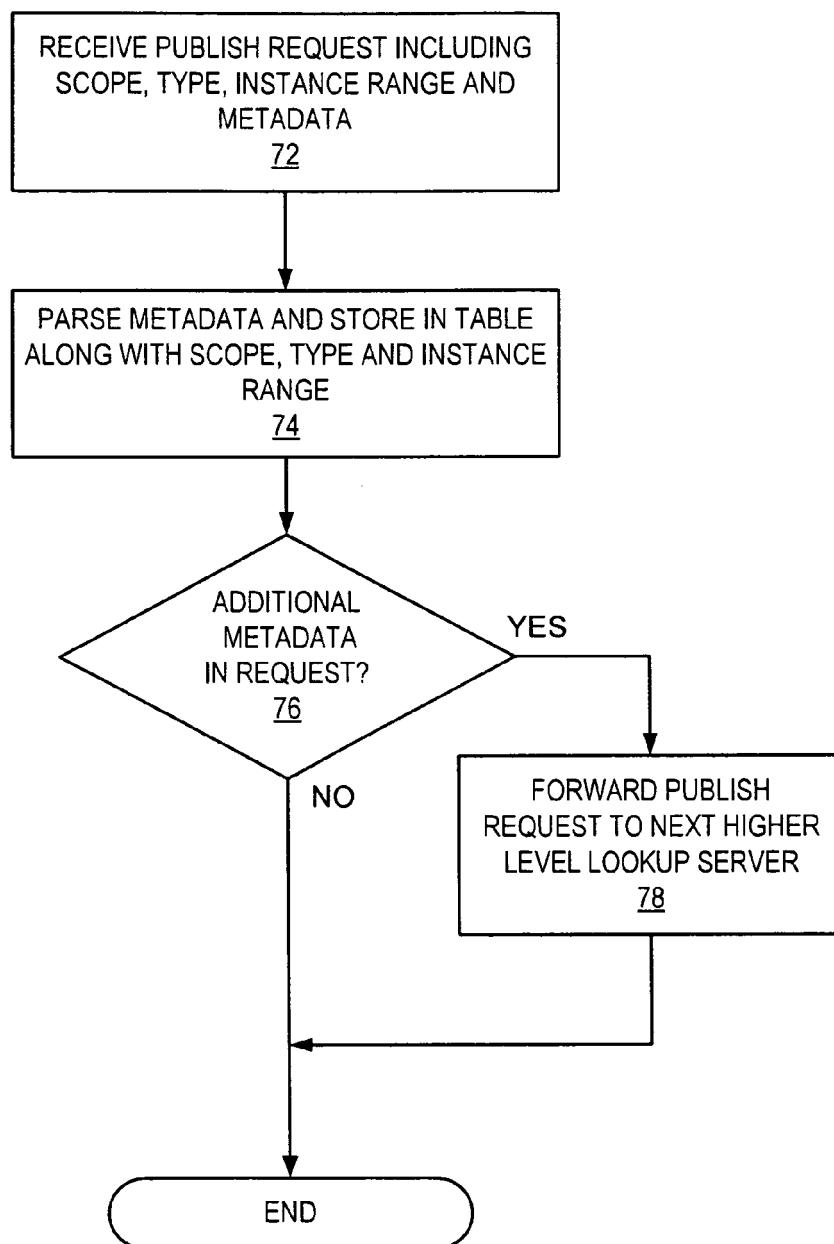 RECEIVE PUBLISH REQUEST INCLUDING
SCOPE, TYPE, INSTANCE RANGE AND
METADATA
72
PARSE METADATA AND STORE IN TABLE
ALONG WITH SCOPE, TYPE AND INSTANCE
RANGE
74
ADDITIONAL
METADATA
IN REQUEST?
76
YES
NO
FORWARD PUBLISH
REQUEST TO NEXT HIGHER
LEVEL LOOKUP SERVER
78
END